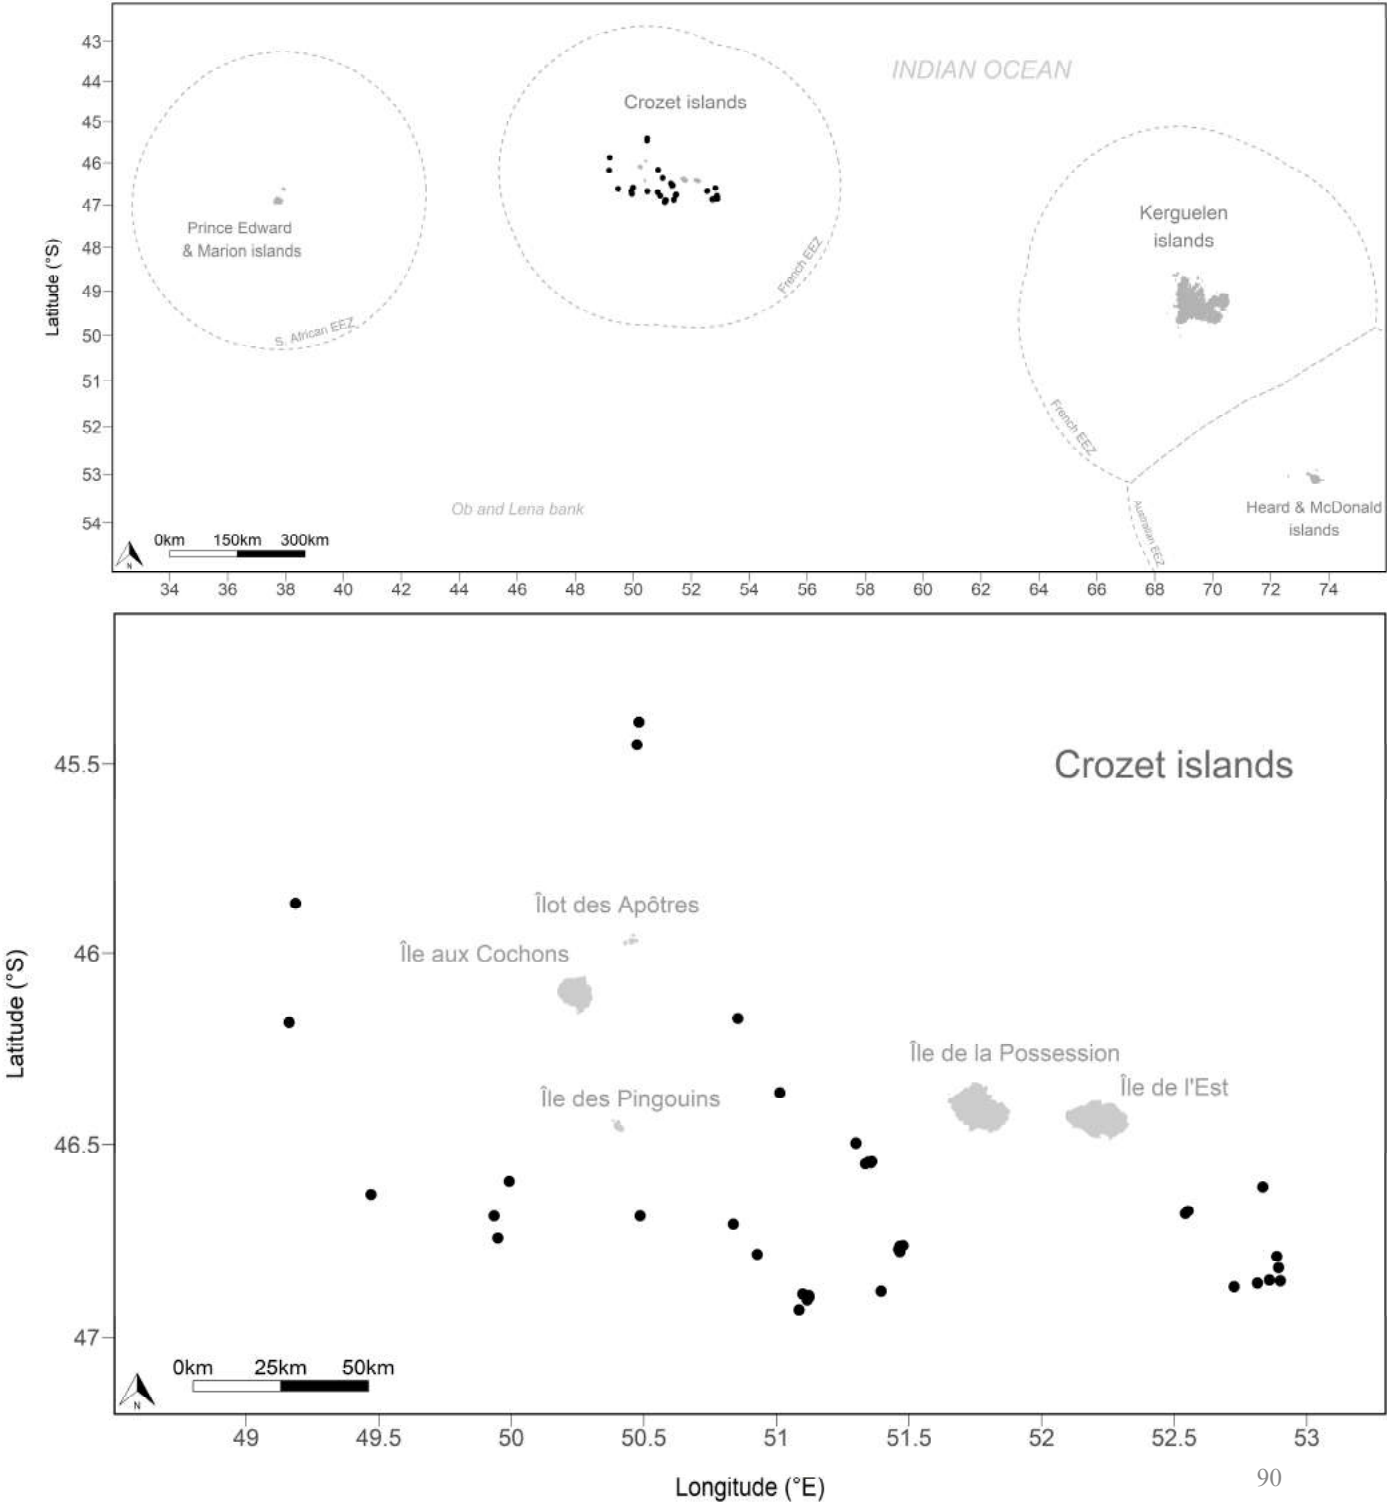 43
44
45
46
47
48
49
50
51
52
53
54
Latitude (°S)
INDIAN OCEAN
Crozet islands
Prince Edward
& Marion islands
S. African EEZ
French EEZ
Kerguelen
islands
French EEZ
Australian EEZ
Heard & McDonald
islands
Ob and Lena bank
0km 150km 300km
N
34 36 38 40 42 44 46 48 50 52 54 56 58 60 62 64 66 68 70 72 74
Crozet islands
45.5
46
46.5
47
Latitude (°S)
Îlot des Apôtres
Île aux Cochons
Île de la Possession
Île de l'Est
Île des Pingouins
0km 25km 50km
N
49 49.5 50 50.5 51 51.5 52 52.5 53
Longitude (°E)
90